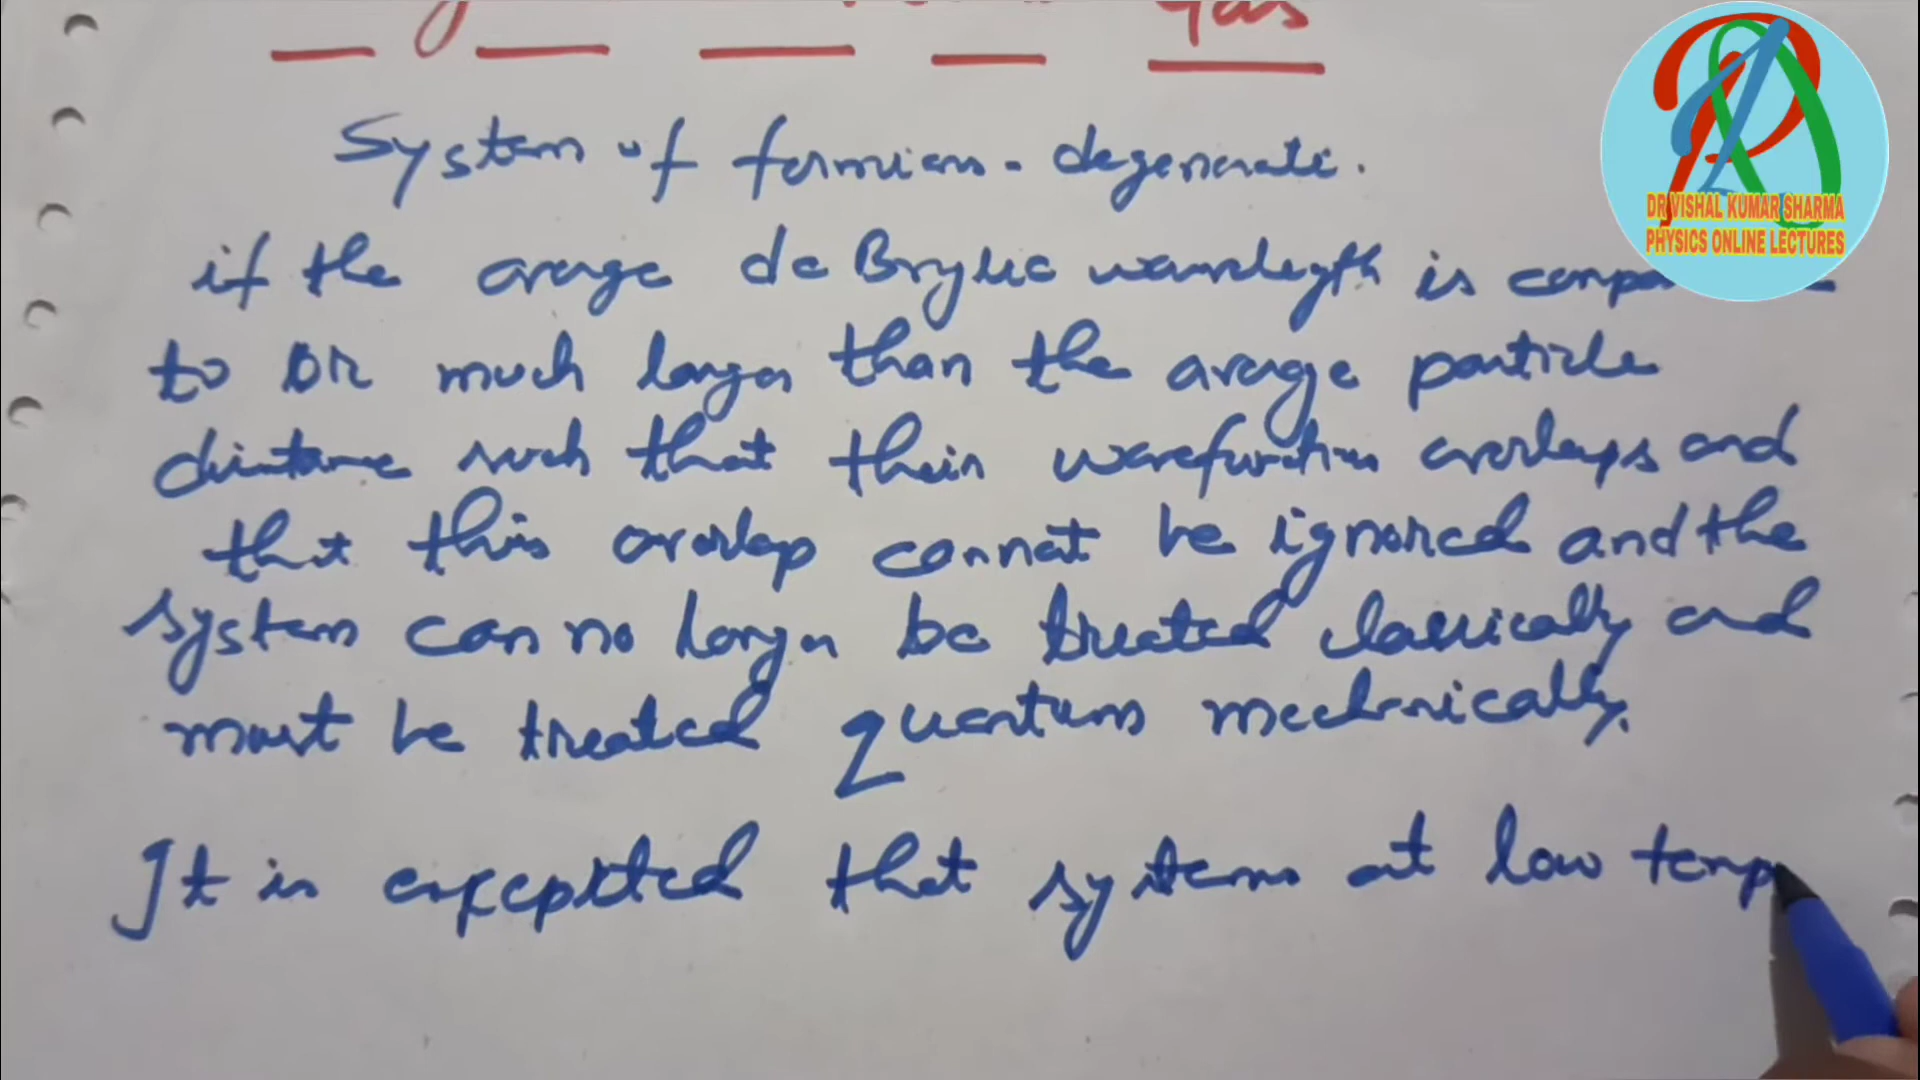 Gas
System of fermions - degenerate.
if the average de Broglie wavelength is
to OR much larger than the average particle
distance such that their wavefunction overlaps and
that this overlap cannot be ignored and the
system can no longer be treated classically and
must be treated quantum mechanically.
It is expected that systems at low temp
DR VISHAL KUMAR SHARMA
PHYSICS ONLINE LECTURES